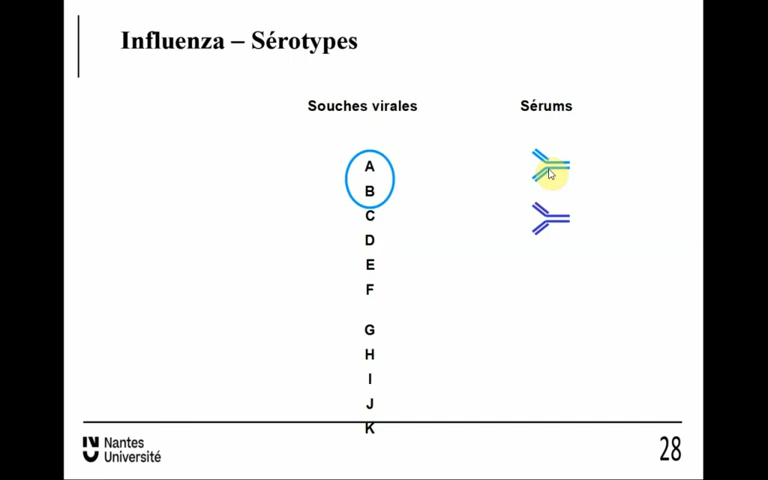 Influenza – Sérotypes
Souches virales
Sérums
A
B
C
D
E
F
G
H
I
J
K
Nantes
Université
28